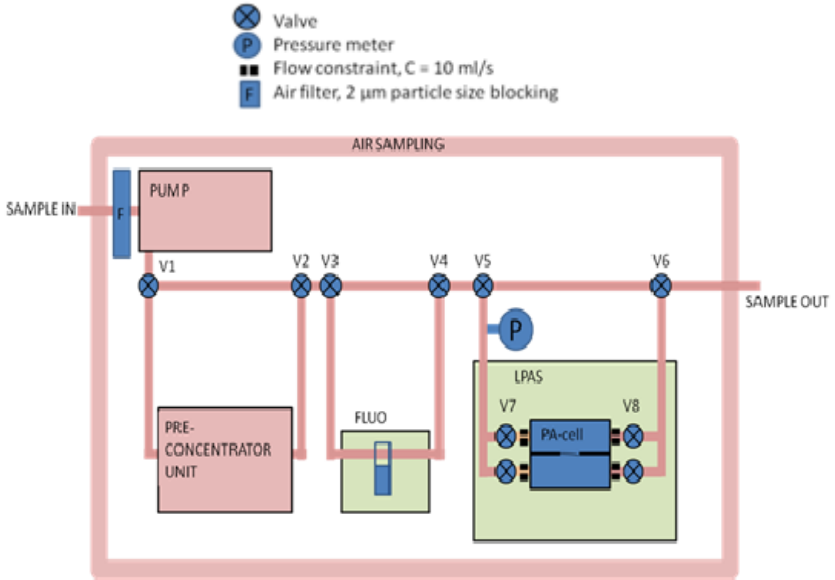 Valve
P Pressure meter
Flow constraint, C = 10 ml/s
F Air filter, 2 μm particle size blocking
AIR SAMPLING
PUMP
SAMPLE IN
F
V1
V2 V3 V4 V5 V6
SAMPLE OUT
P
LPAS
V7 V8
PRE-
CONCENTRATOR
UNIT
FLUO
PA-cell